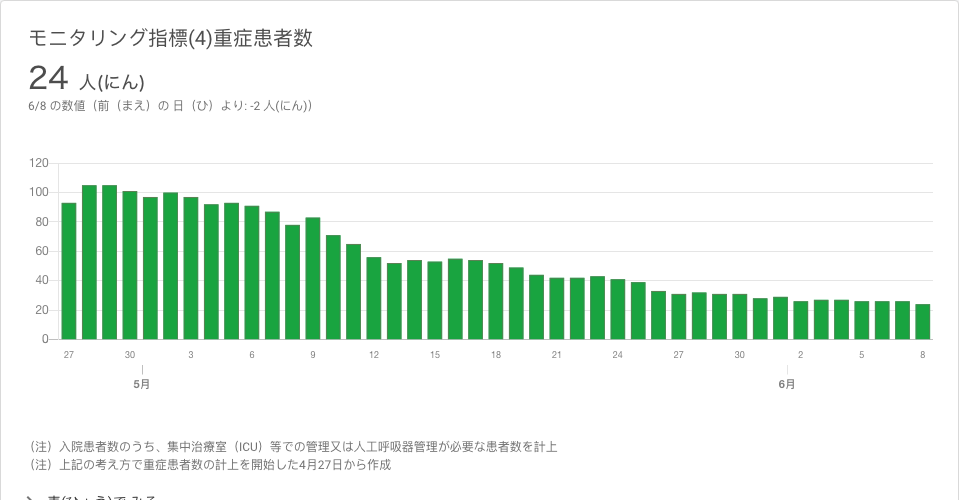 モニタリング指標(4)重症患者数
24 人(にん)
6/8 の数値（前（まえ）の 日（ひ）より: -2 人(にん)）
120
100
80
60
40
20
0
27 30 3 6 9 12 15 18 21 24 27 30 2 5 8
5月 6月
（注）入院患者数のうち、集中治療室（ICU）等での管理又は人工呼吸器管理が必要な患者数を計上
（注）上記の考え方で重症患者数の計上を開始した4月27日から作成